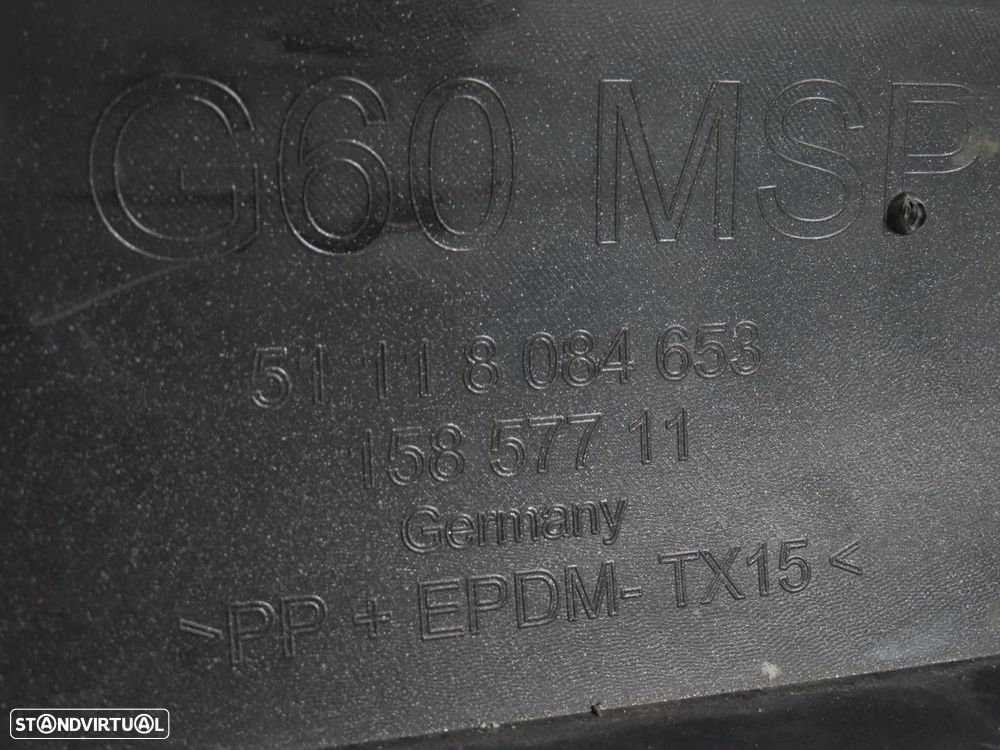 G60 MSP
51 11 8 084 653
158 577 11
Germany
>PP + EPDM- TX15<
STANDVIRTUAL